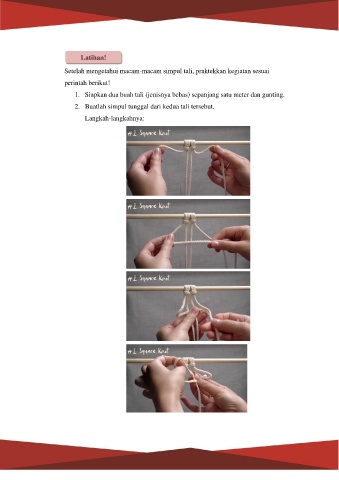 Latihan!
Setelah mengetahui macam-macam simpul tali, praktekkan kegiatan sesuai
perintah berikut!
1. Siapkan dua buah tali (jenisnya bebas) sepanjang satu meter dan gunting.
2. Buatlah simpul tunggal dari kedua tali tersebut.
Langkah-langkahnya:
#1. Square Knot
#1. Square Knot
#1. Square Knot
#1. Square Knot